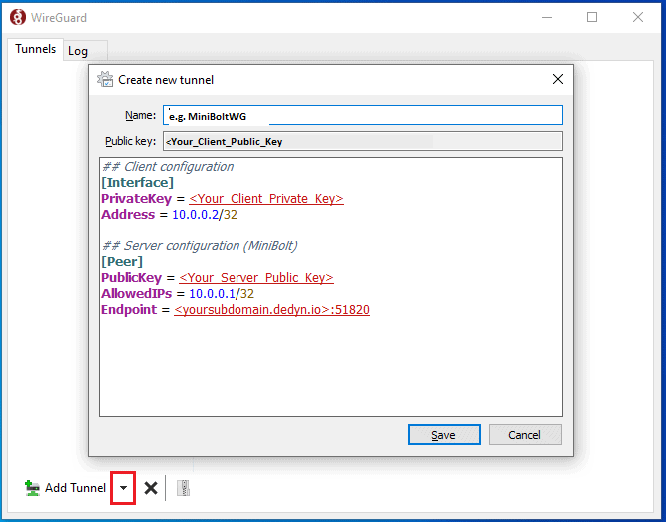 WireGuard
Tunnels Log
Create new tunnel
Name: e.g. MiniBoltWG
Public key: <Your_Client_Public_Key
## Client configuration
[Interface]
PrivateKey = <Your_Client_Private_Key>
Address = 10.0.0.2/32
## Server configuration (MiniBolt)
[Peer]
PublicKey = <Your_Server_Public_Key>
AllowedIPs = 10.0.0.1/32
Endpoint = <yoursubdomain.dedyn.io>:51820
Save Cancel
Add Tunnel